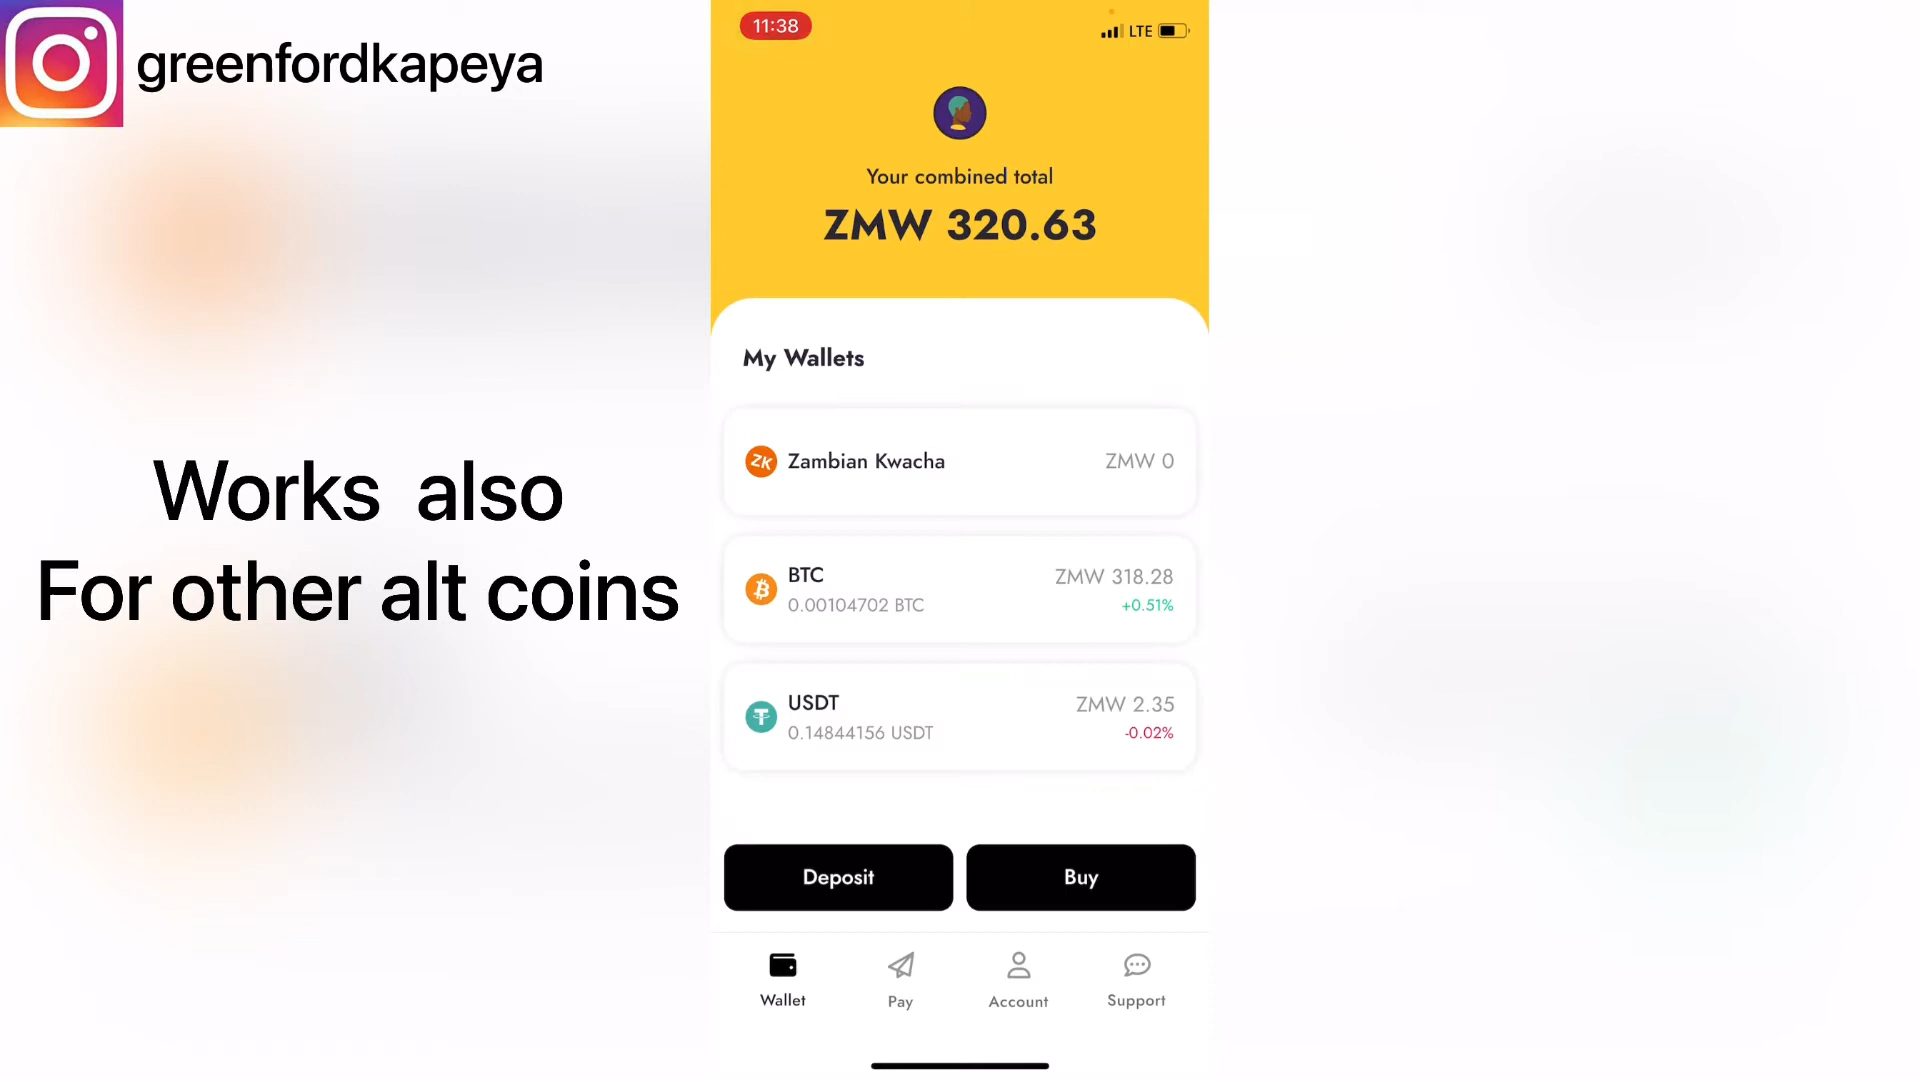 greenfordkapeya
11:38
LTE
Your combined total
ZMW 320.63
My Wallets
ZK Zambian Kwacha ZMW 0
BTC ZMW 318.28
0.00104702 BTC +0.51%
USDT ZMW 2.35
0.14844156 USDT -0.02%
Deposit Buy
Wallet Pay Account Support
Works also
For other alt coins